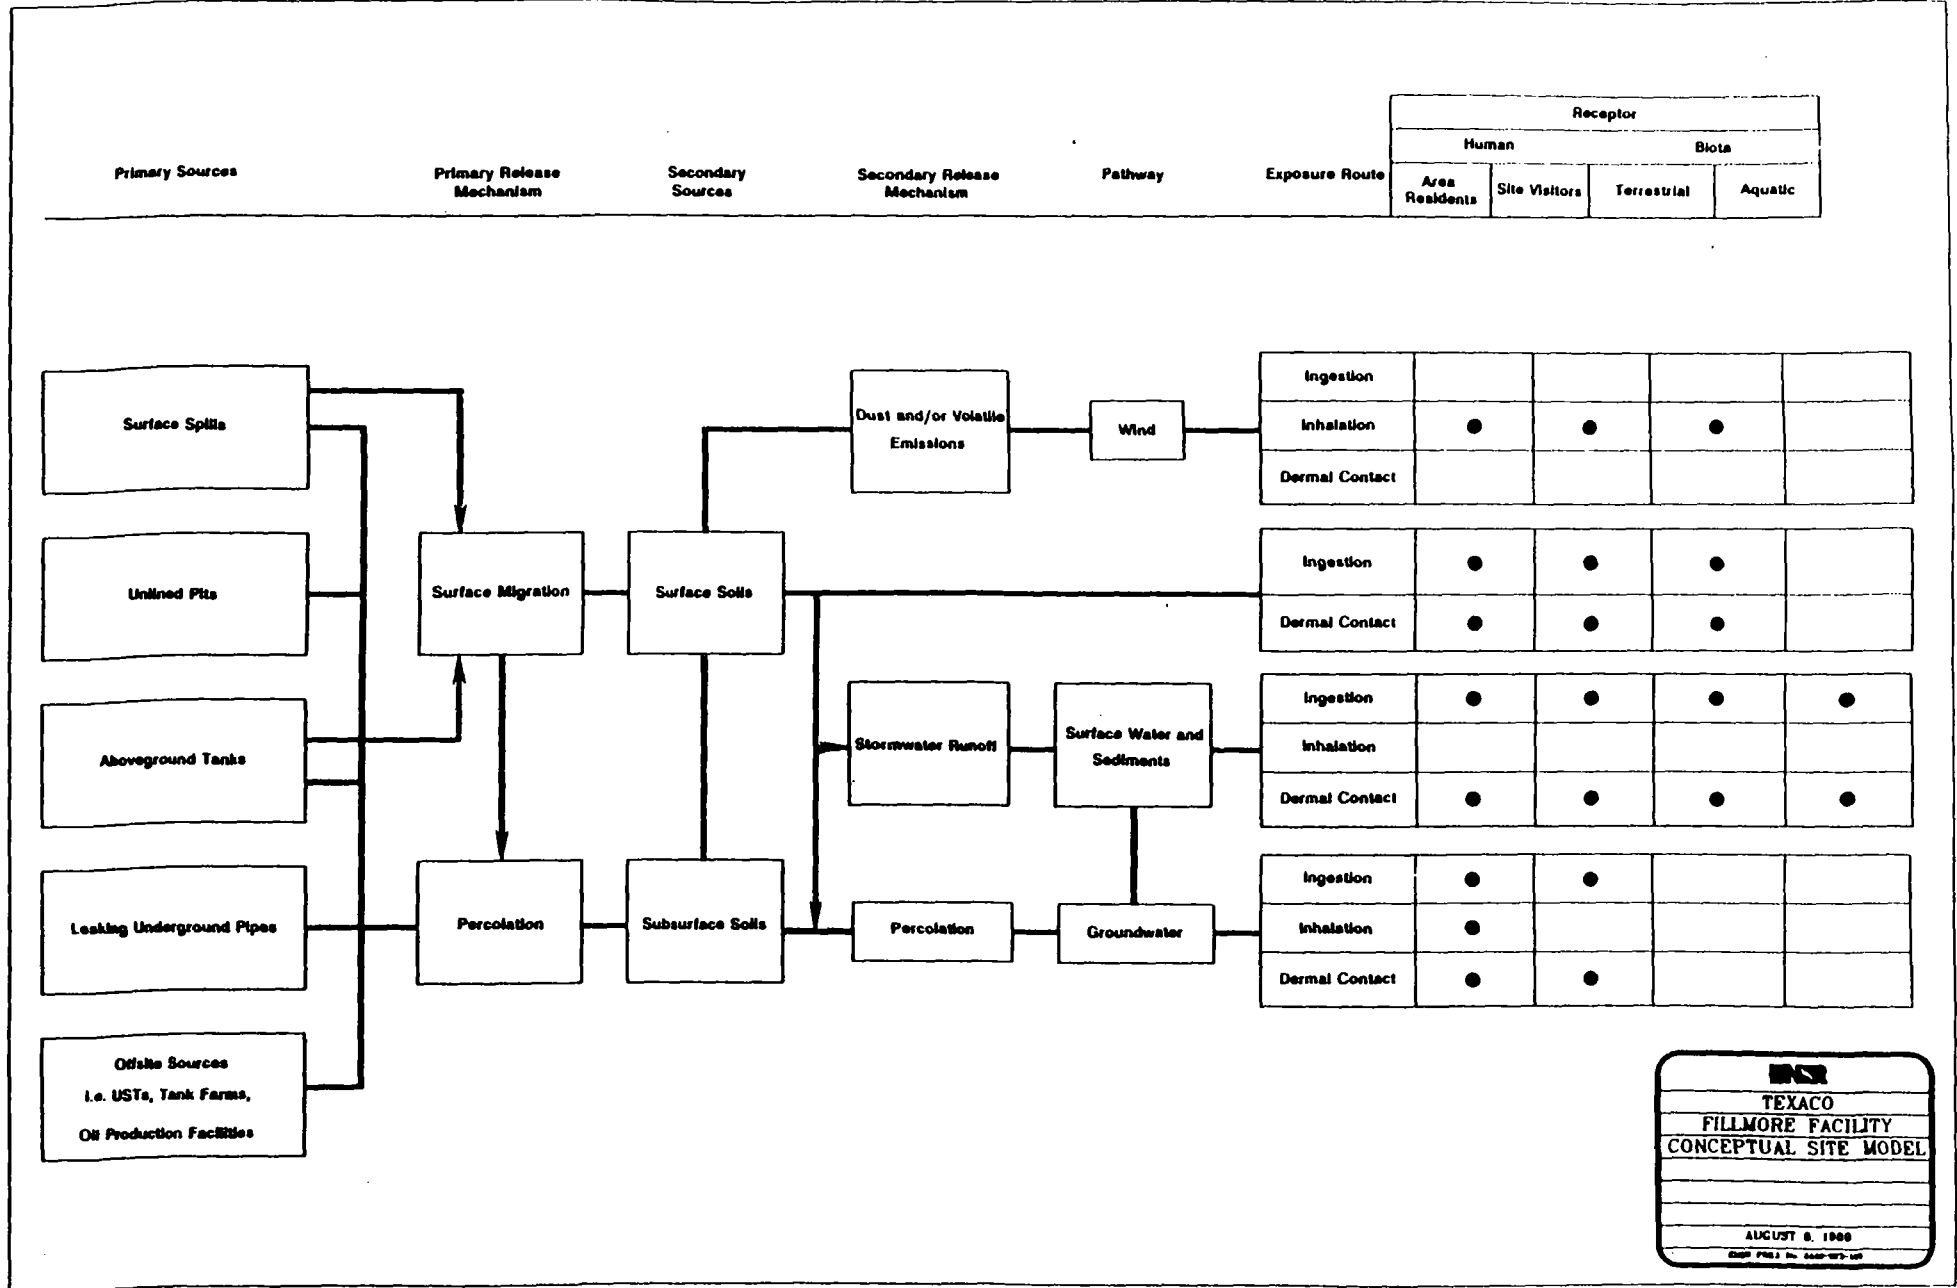 Receptor
Human Biota
Primary Sources
Primary Release
Mechanism
Secondary
Sources
Secondary Release
Mechanism
Pathway
Exposure Route
Area
Residents
Site Visitors
Terrestrial
Aquatic
Surface Spills
Unlined Pits
Aboveground Tanks
Leaking Underground Pipes
Offsite Sources
i.e. USTs, Tank Farms,
Oil Production Facilities
Surface Migration
Percolation
Surface Soils
Subsurface Soils
Dust and/or Volatile
Emissions
Stormwater Runoff
Percolation
Wind
Surface Water and
Sediments
Groundwater
Ingestion
Inhalation
Dermal Contact
Ingestion
Dermal Contact
Ingestion
Inhalation
Dermal Contact
Ingestion
Inhalation
Dermal Contact
ENSR
TEXACO
FILLMORE FACILITY
CONCEPTUAL SITE MODEL
AUGUST